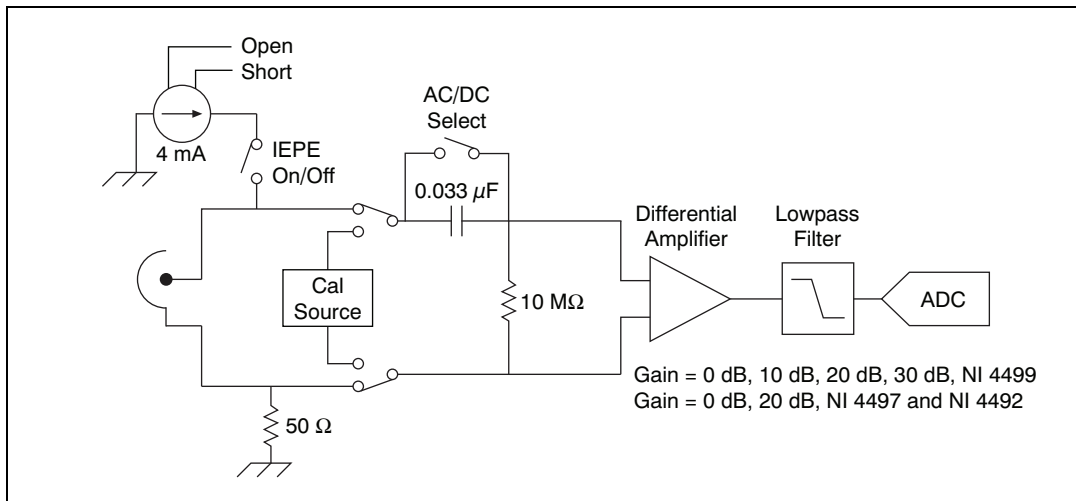 Open
Short
4 mA
IEPE
On/Off
AC/DC
Select
0.033 µF
Cal
Source
10 MΩ
50 Ω
Differential
Amplifier
Lowpass
Filter
ADC
Gain = 0 dB, 10 dB, 20 dB, 30 dB, NI 4499
Gain = 0 dB, 20 dB, NI 4497 and NI 4492